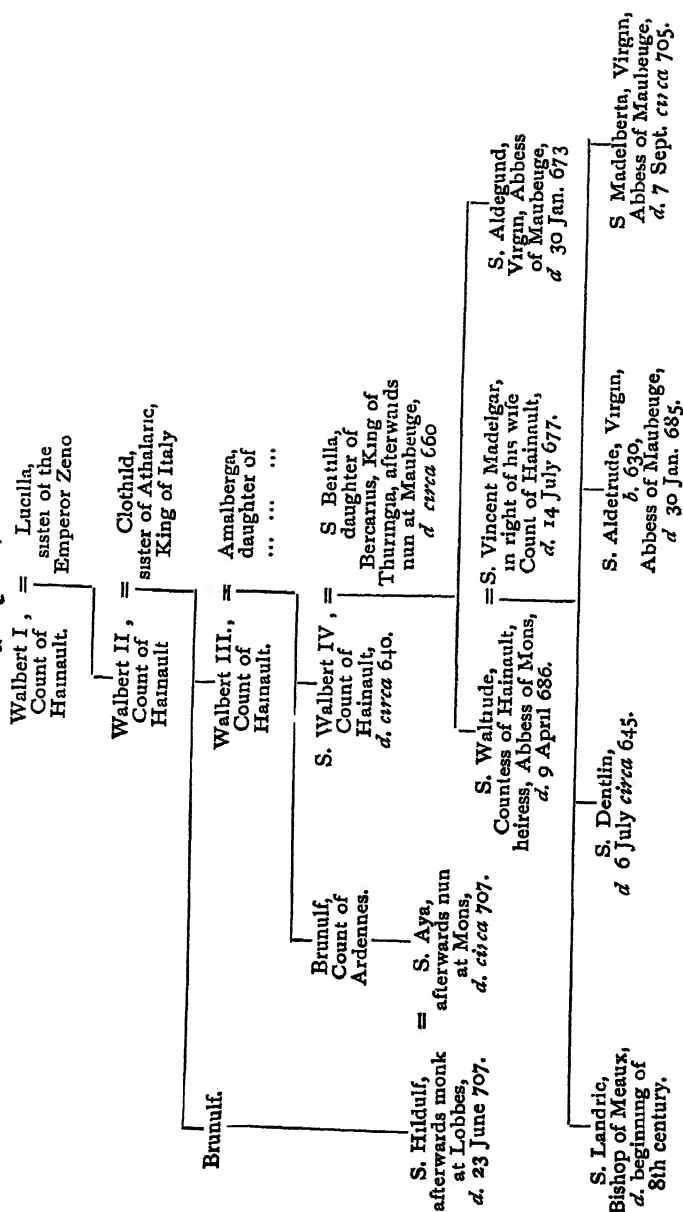 Walbert I, = Lucilla,
Count of sister of the
Hainault. Emperor Zeno
Walbert II, = Clothild,
Count of sister of Athalaric,
Hainault King of Italy
Brunulf.
Walbert III., = Amalberga,
Count of daughter of
Hainault. ... ... ...
Brunulf,
Count of
Ardennes.
S. Walbert IV, = S Beitilla,
Count of daughter of
Hainault, Bercarius, King of
d. circa 640. Thuringia, afterwards
nun at Maubeuge,
d circa 660
S. Hildulf,
afterwards monk
at Lobbes,
d. 23 June 707.
=
S. Aya,
afterwards nun
at Mons,
d. circa 707.
S. Waltrude,
Countess of Hainault,
heiress, Abbess of Mons,
d. 9 April 686.
=S. Vincent Madelgar,
in right of his wife
Count of Hainault,
d. 14 July 677.
S. Aldegund,
Virgin, Abbess
of Maubeuge,
d 30 Jan. 673
S. Landric,
Bishop of Meaux,
d. beginning of
8th century.
S. Dentlin,
d 6 July circa 645.
S. Aldetrude, Virgin,
b. 630,
Abbess of Maubeuge,
d 30 Jan. 685.
S Madelberta, Virgin,
Abbess of Maubeuge,
d. 7 Sept. circa 705.